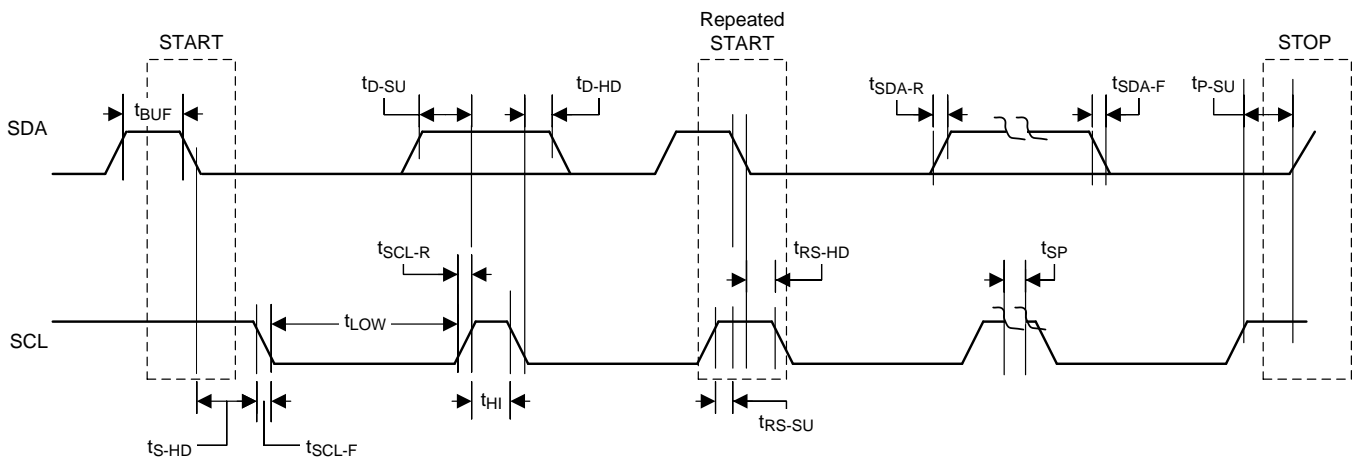 Repeated
START START STOP
tD-SU tD-HD tSDA-R tSDA-F tP-SU
tBUF
SDA
tSCL-R tRS-HD tSP
tLOW
SCL
tHI
tRS-SU
tS-HD tSCL-F